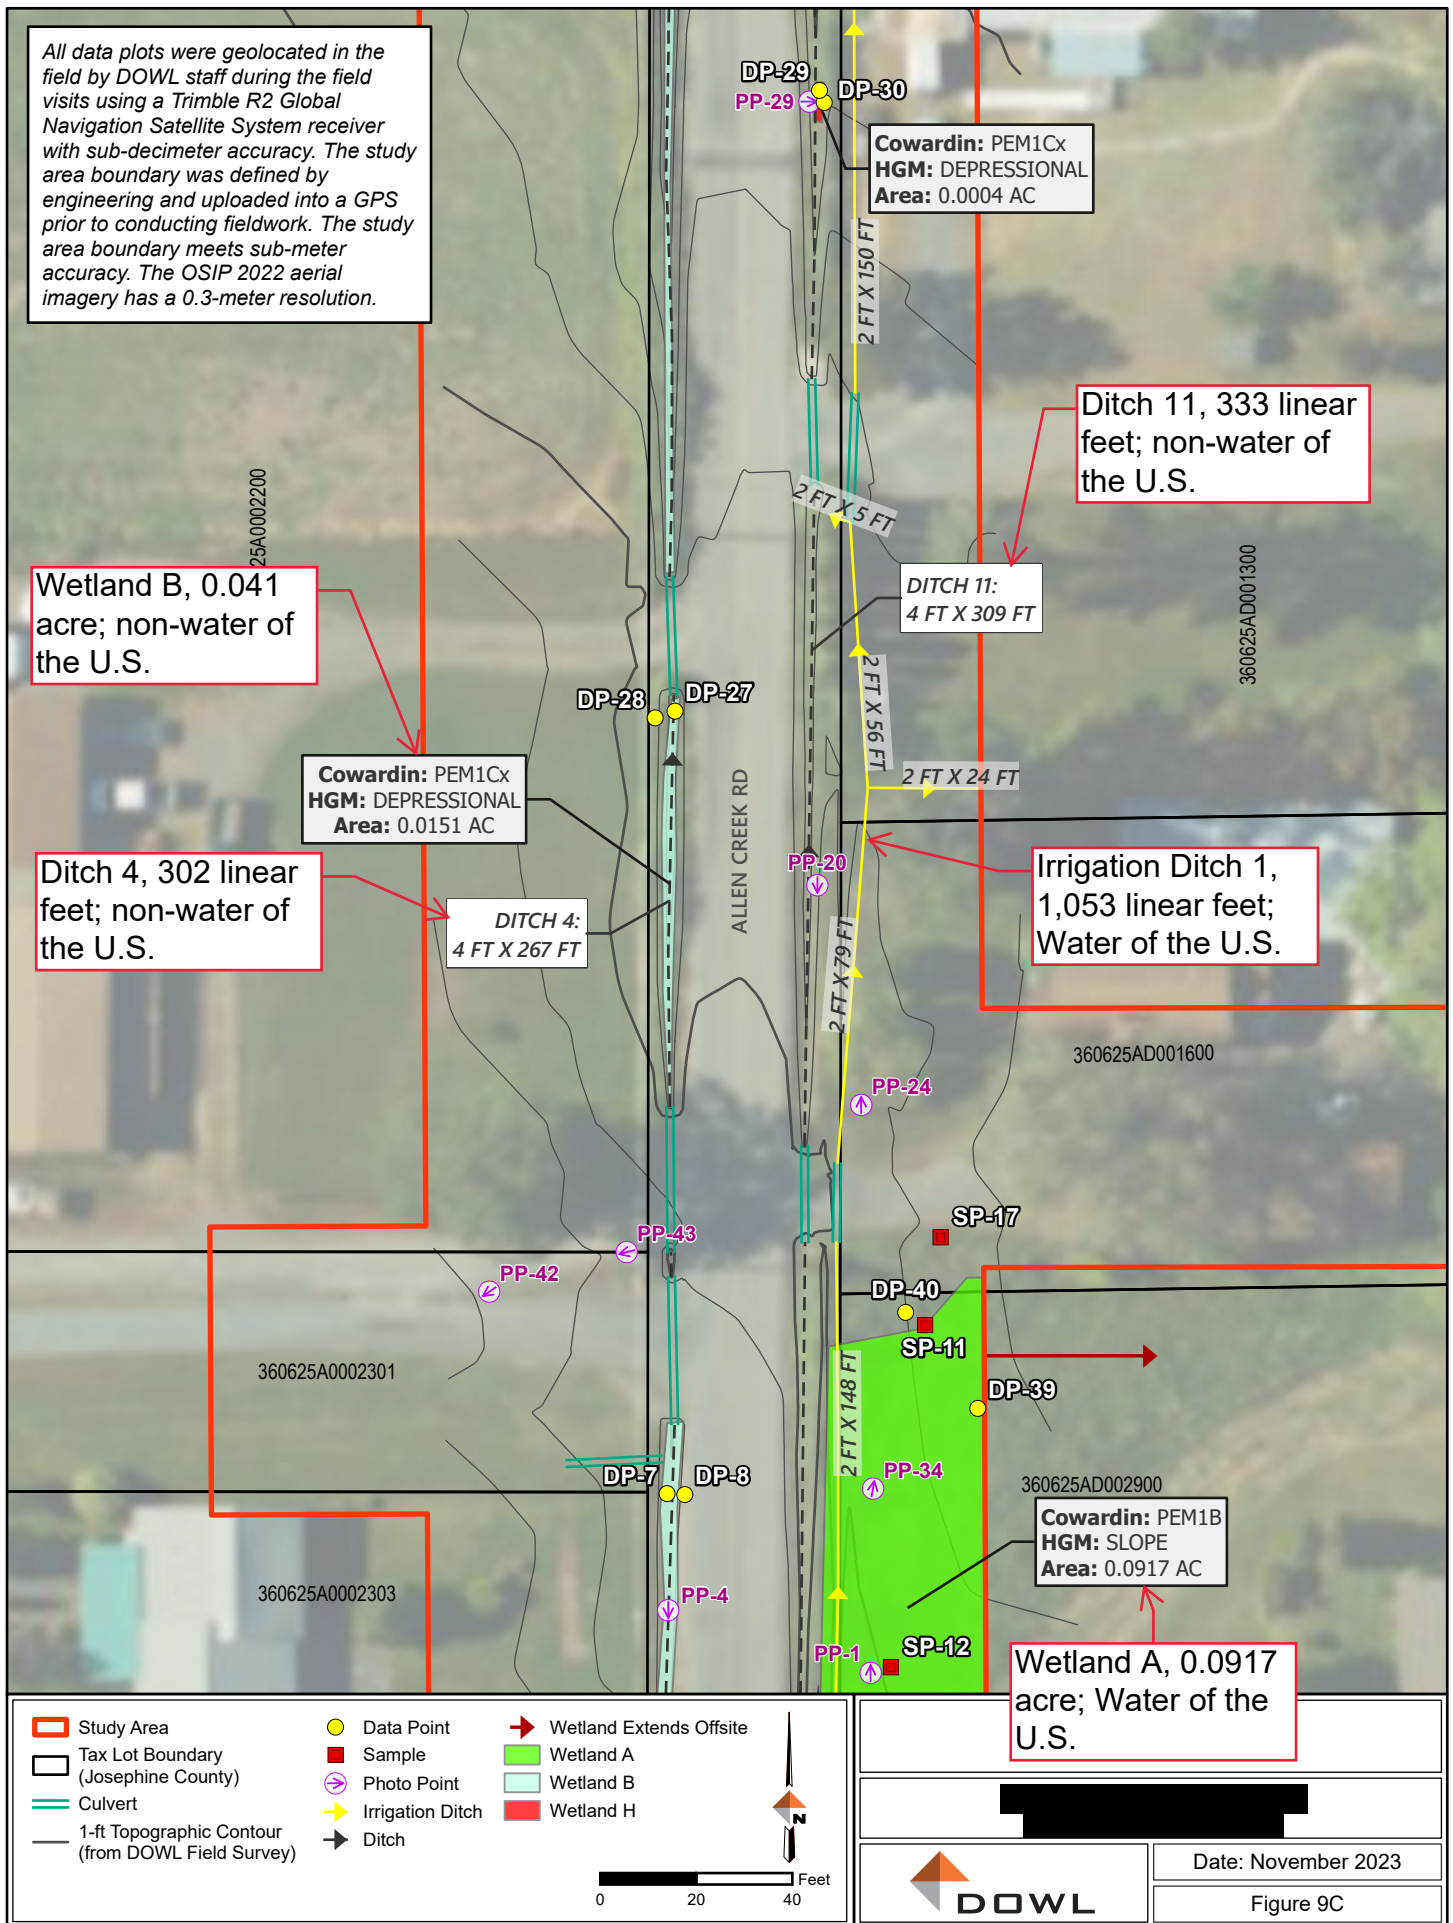 All data plots were geolocated in the
field by DOWL staff during the field
visits using a Trimble R2 Global
Navigation Satellite System receiver
with sub-decimeter accuracy. The study
area boundary was defined by
engineering and uploaded into a GPS
prior to conducting fieldwork. The study
area boundary meets sub-meter
accuracy. The OSIP 2022 aerial
imagery has a 0.3-meter resolution.
DP-29
DP-30
PP-29
Cowardin: PEM1Cx
HGM: DEPRESSIONAL
Area: 0.0004 AC
2 FT X 150 FT
Ditch 11, 333 linear
feet; non-water of
the U.S.
25A0002200
2 FT X 5 FT
360625AD001300
Wetland B, 0.041
acre; non-water of
the U.S.
DITCH 11:
4 FT X 309 FT
2 FT X 56 FT
DP-28
DP-27
2 FT X 24 FT
Cowardin: PEM1Cx
HGM: DEPRESSIONAL
Area: 0.0151 AC
ALLEN CREEK RD
PP-20
Ditch 4, 302 linear
feet; non-water of
the U.S.
Irrigation Ditch 1,
1,053 linear feet;
Water of the U.S.
DITCH 4:
4 FT X 267 FT
2 FT X 79 FT
360625AD001600
PP-24
SP-17
PP-43
PP-42
DP-40
SP-11
360625A0002301
2 FT X 148 FT
DP-39
DP-7
DP-8
PP-34
360625AD002900
Cowardin: PEM1B
HGM: SLOPE
Area: 0.0917 AC
360625A0002303
PP-4
PP-1
SP-12
Wetland A, 0.0917
acre; Water of the
U.S.
Study Area
Tax Lot Boundary
(Josephine County)
Culvert
1-ft Topographic Contour
(from DOWL Field Survey)
Data Point
Sample
Photo Point
Irrigation Ditch
Ditch
Wetland Extends Offsite
Wetland A
Wetland B
Wetland H
N
Feet
0 20 40
DOWL
Date: November 2023
Figure 9C